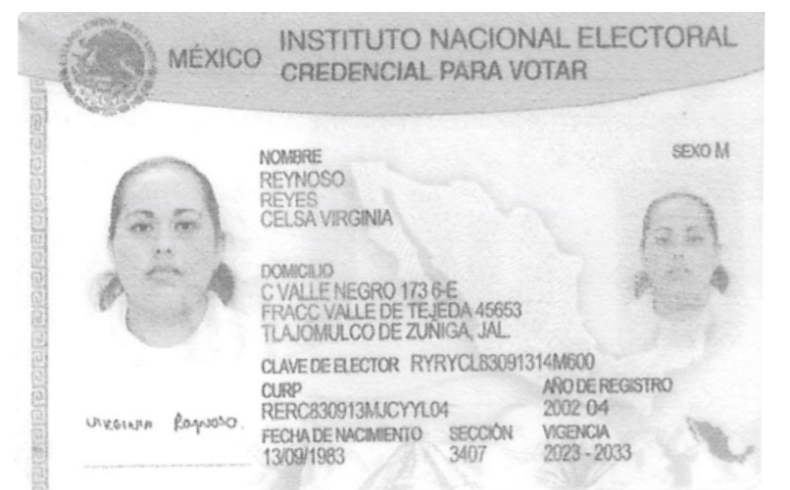 MÉXICO INSTITUTO NACIONAL ELECTORAL
CREDENCIAL PARA VOTAR
NOMBRE
REYNOSO
REYES
CELSA VIRGINIA
SEXO M
DOMICILIO
C VALLE NEGRO 173 6-E
FRACC VALLE DE TEJEDA 45653
TLAJOMULCO DE ZUÑIGA, JAL.
CLAVE DE ELECTOR RYRYCL83091314M600
CURP AÑO DE REGISTRO
RERC830913MJCYYL04 2002 04
FECHA DE NACIMIENTO SECCIÓN VIGENCIA
13/09/1983 3407 2023 - 2033
VIRGINIA Reynoso.